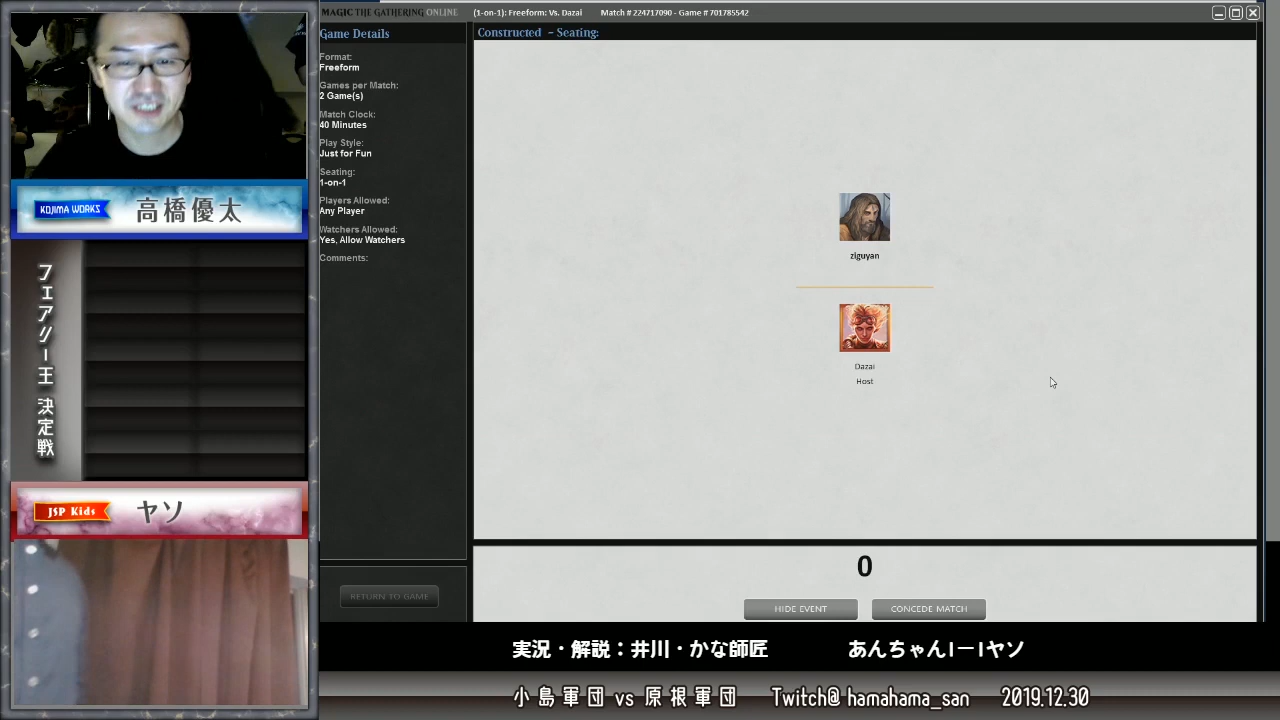 MAGIC THE GATHERING ONLINE
(1-on-1): Freeform: Vs. Dazai Match # 224717090 - Game # 701785542
Game Details
Constructed - Seating:
Format:
Freeform
Games per Match:
2 Game(s)
Match Clock:
40 Minutes
Play Style:
Just for Fun
Seating:
1-on-1
Players Allowed:
Any Player
Watchers Allowed:
Yes, Allow Watchers
Comments:
ziguyan
Dazai
Host
KOJIMA WORKS 高橋優太
フェアリー王 決定戦
JSP Kids ヤソ
0
RETURN TO GAME
HIDE EVENT
CONCEDE MATCH
実況・解説：井川・かな師匠 あんちゃん1ー1ヤソ
小島軍団 vs 原根軍団 Twitch@ hamahama_san 2019.12.30